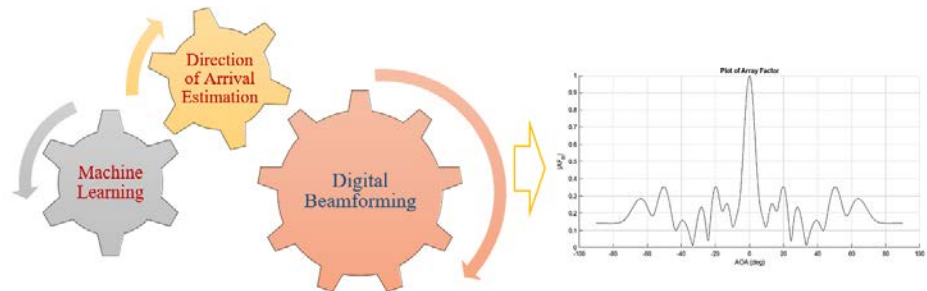 Direction
of Arrival
Estimation
Machine
Learning
Digital
Beamforming
Plot of Array Factor
1
0.9
0.8
0.7
0.6
0.5
0.4
0.3
0.2
0.1
0
-100
-80
-60
-40
-20
0
20
40
60
80
100
AOA (deg)